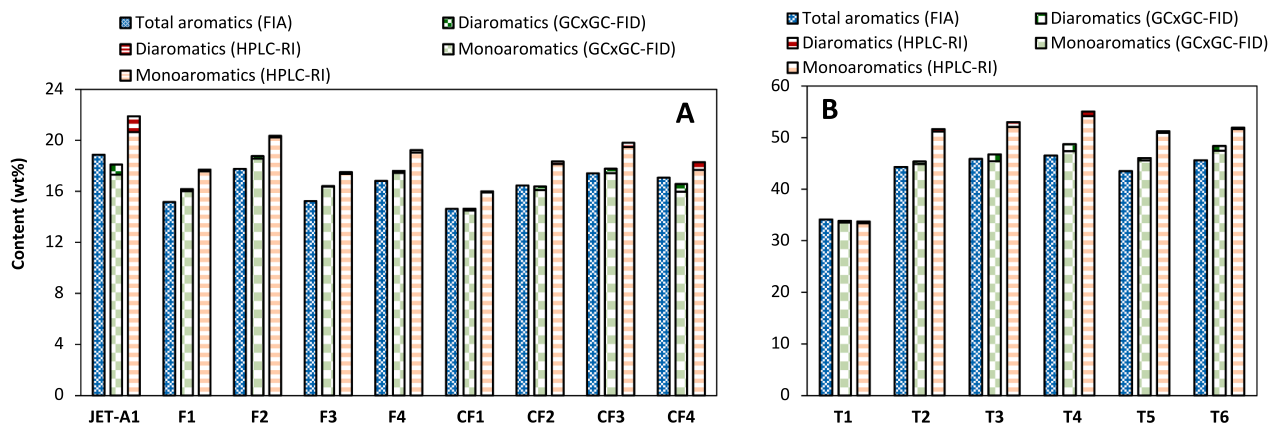 Total aromatics (FIA)
Diaromatics (GCxGC-FID)
Diaromatics (HPLC-RI)
Monoaromatics (GCxGC-FID)
Monoaromatics (HPLC-RI)
24
20
16
12
8
4
0
Content (wt%)
A
JET-A1 F1 F2 F3 F4 CF1 CF2 CF3 CF4
Total aromatics (FIA)
Diaromatics (GCxGC-FID)
Diaromatics (HPLC-RI)
Monoaromatics (GCxGC-FID)
Monoaromatics (HPLC-RI)
60
50
40
30
20
10
0
B
T1 T2 T3 T4 T5 T6